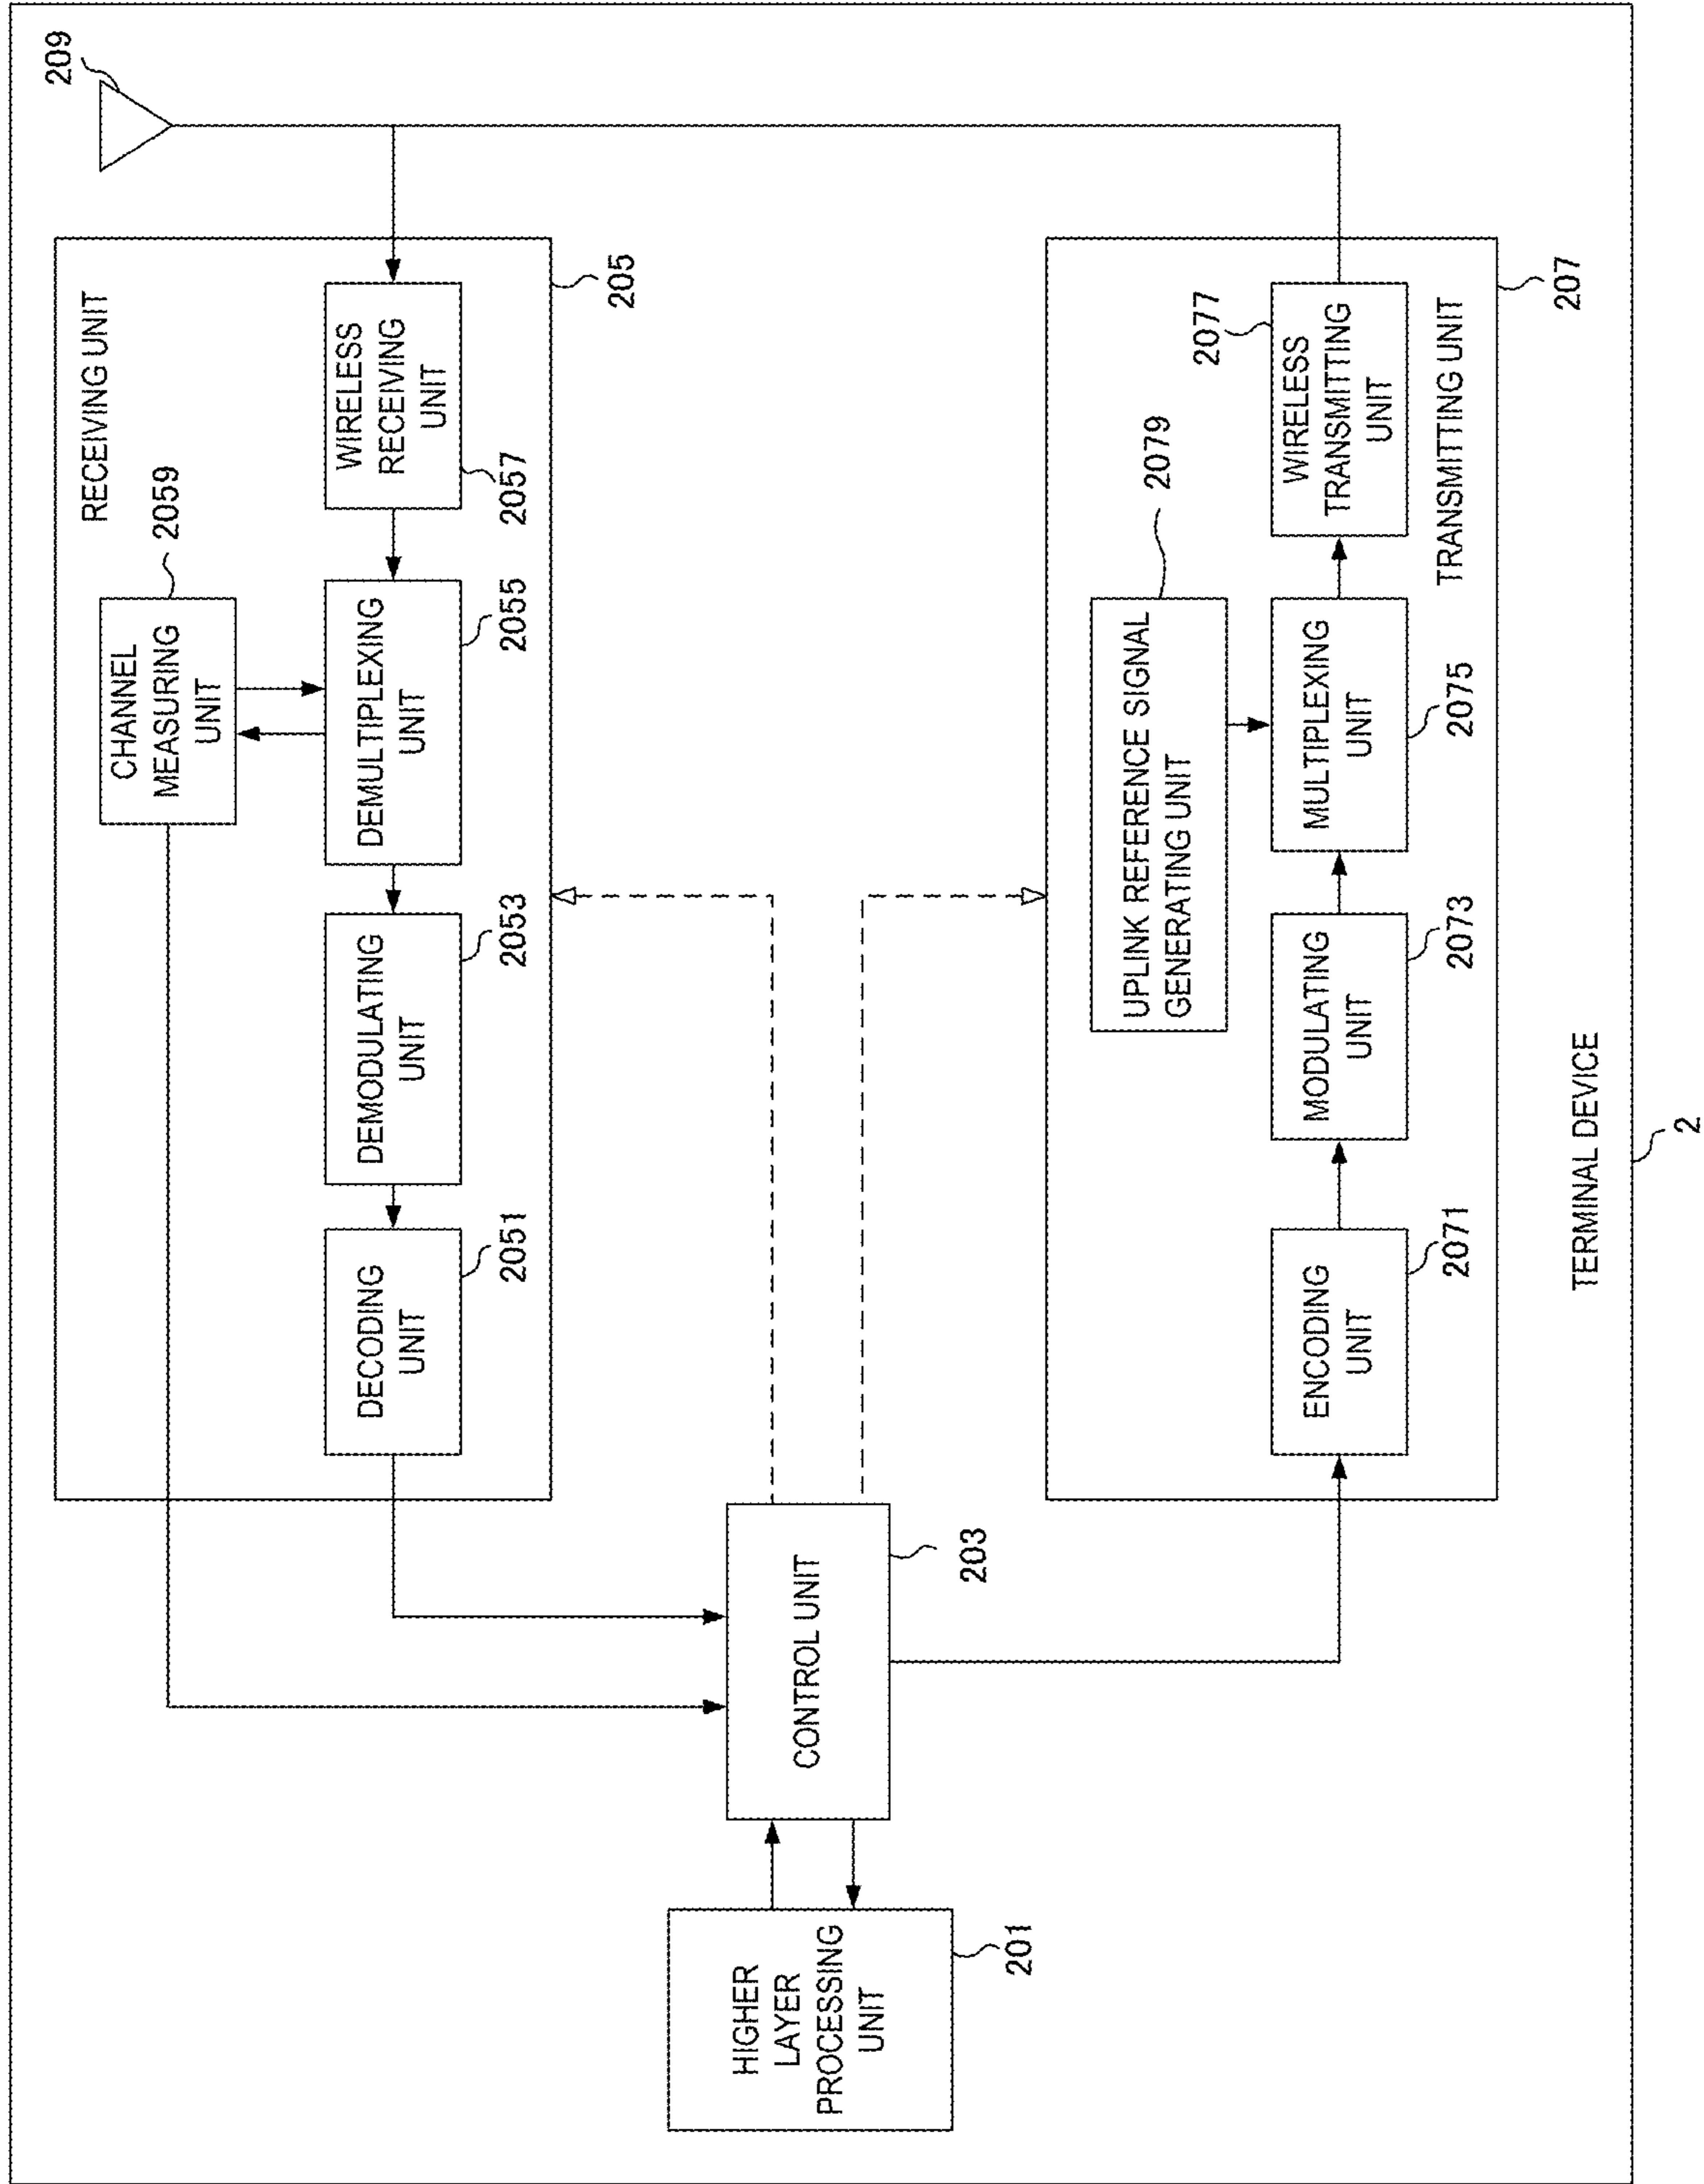 209
RECEIVING UNIT
CHANNEL
MEASURING
UNIT
2059
DECODING
UNIT
2051
DEMODULATING
UNIT
2053
DEMULTIPLEXING
UNIT
2055
WIRELESS
RECEIVING
UNIT
2057
205
HIGHER
LAYER
PROCESSING
UNIT
201
CONTROL UNIT
203
UPLINK REFERENCE SIGNAL
GENERATING UNIT
2079
ENCODING
UNIT
2071
MODULATING
UNIT
2073
MULTIPLEXING
UNIT
2075
WIRELESS
TRANSMITTING
UNIT
2077
TRANSMITTING UNIT
207
TERMINAL DEVICE
2